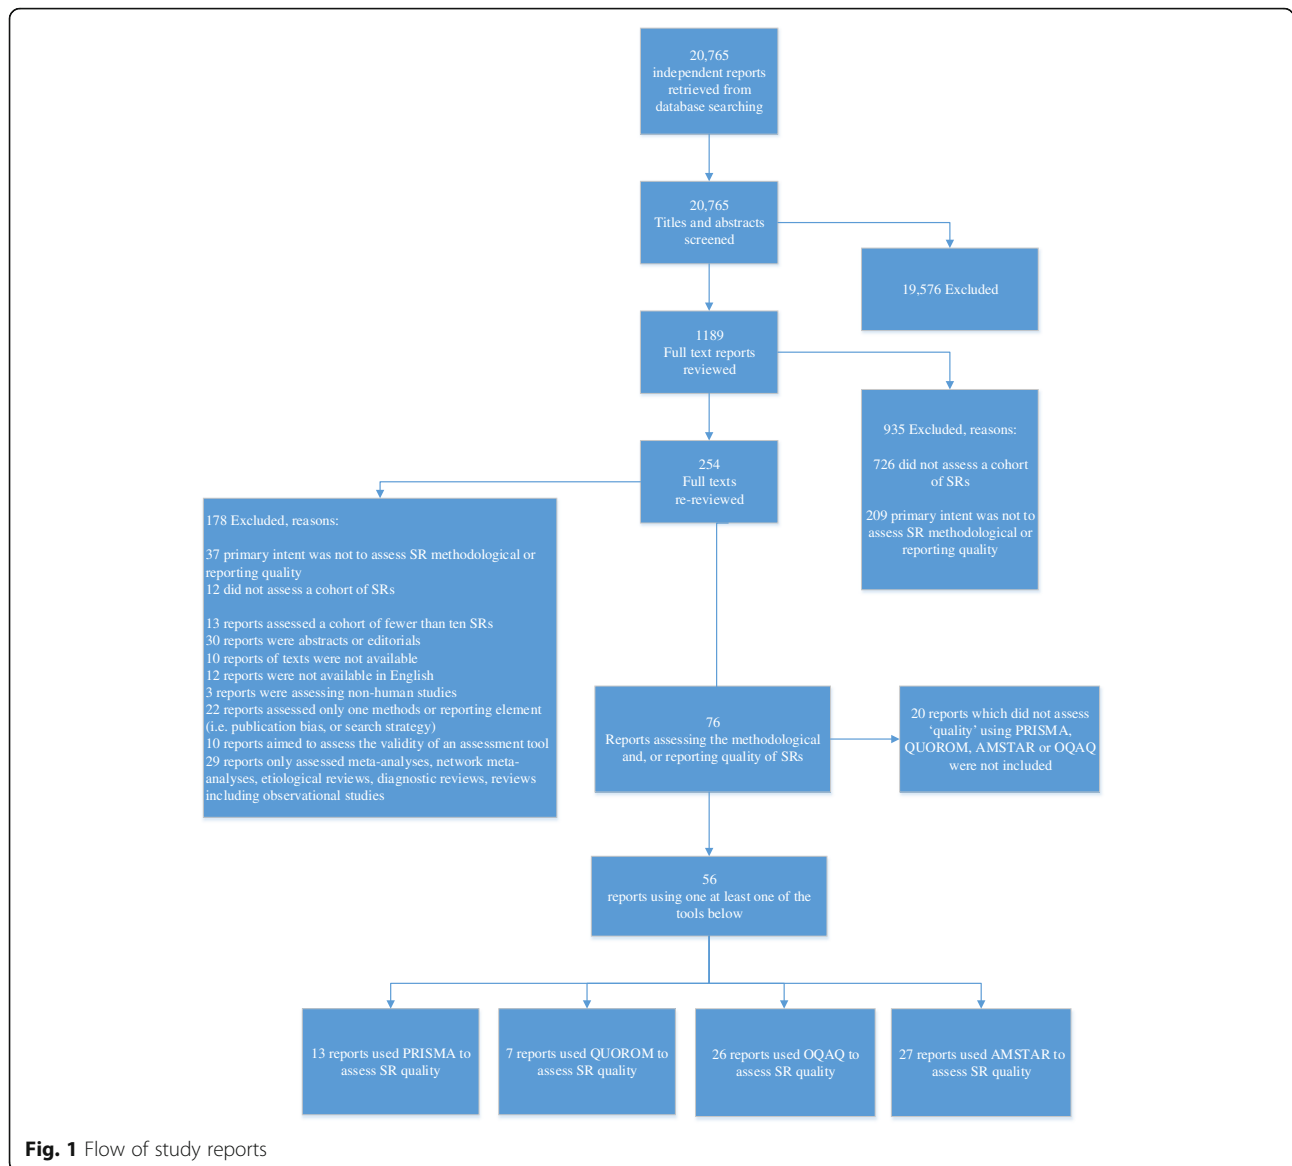 20,765
independent reports
retrieved from
database searching
20,765
Titles and abstracts
screened
19,576 Excluded
1189
Full text reports
reviewed
935 Excluded, reasons:
726 did not assess a cohort
of SRs
209 primary intent was not to
assess SR methodological or
reporting quality
254
Full texts
re-reviewed
178 Excluded, reasons:
37 primary intent was not to assess SR methodological or
reporting quality
12 did not assess a cohort of SRs
13 reports assessed a cohort of fewer than ten SRs
30 reports were abstracts or editorials
10 reports of texts were not available
12 reports were not available in English
3 reports were assessing non-human studies
22 reports assessed only one methods or reporting element
(i.e. publication bias, or search strategy)
10 reports aimed to assess the validity of an assessment tool
29 reports only assessed meta-analyses, network meta-
analyses, etiological reviews, diagnostic reviews, reviews
including observational studies
76
Reports assessing the methodological
and, or reporting quality of SRs
20 reports which did not assess
‘quality’ using PRISMA,
QUOROM, AMSTAR or OQAQ
were not included
56
reports using one at least one of the
tools below
13 reports used PRISMA to
assess SR quality
7 reports used QUOROM to
assess SR quality
26 reports used OQAQ to
assess SR quality
27 reports used AMSTAR to
assess SR quality
Fig. 1 Flow of study reports